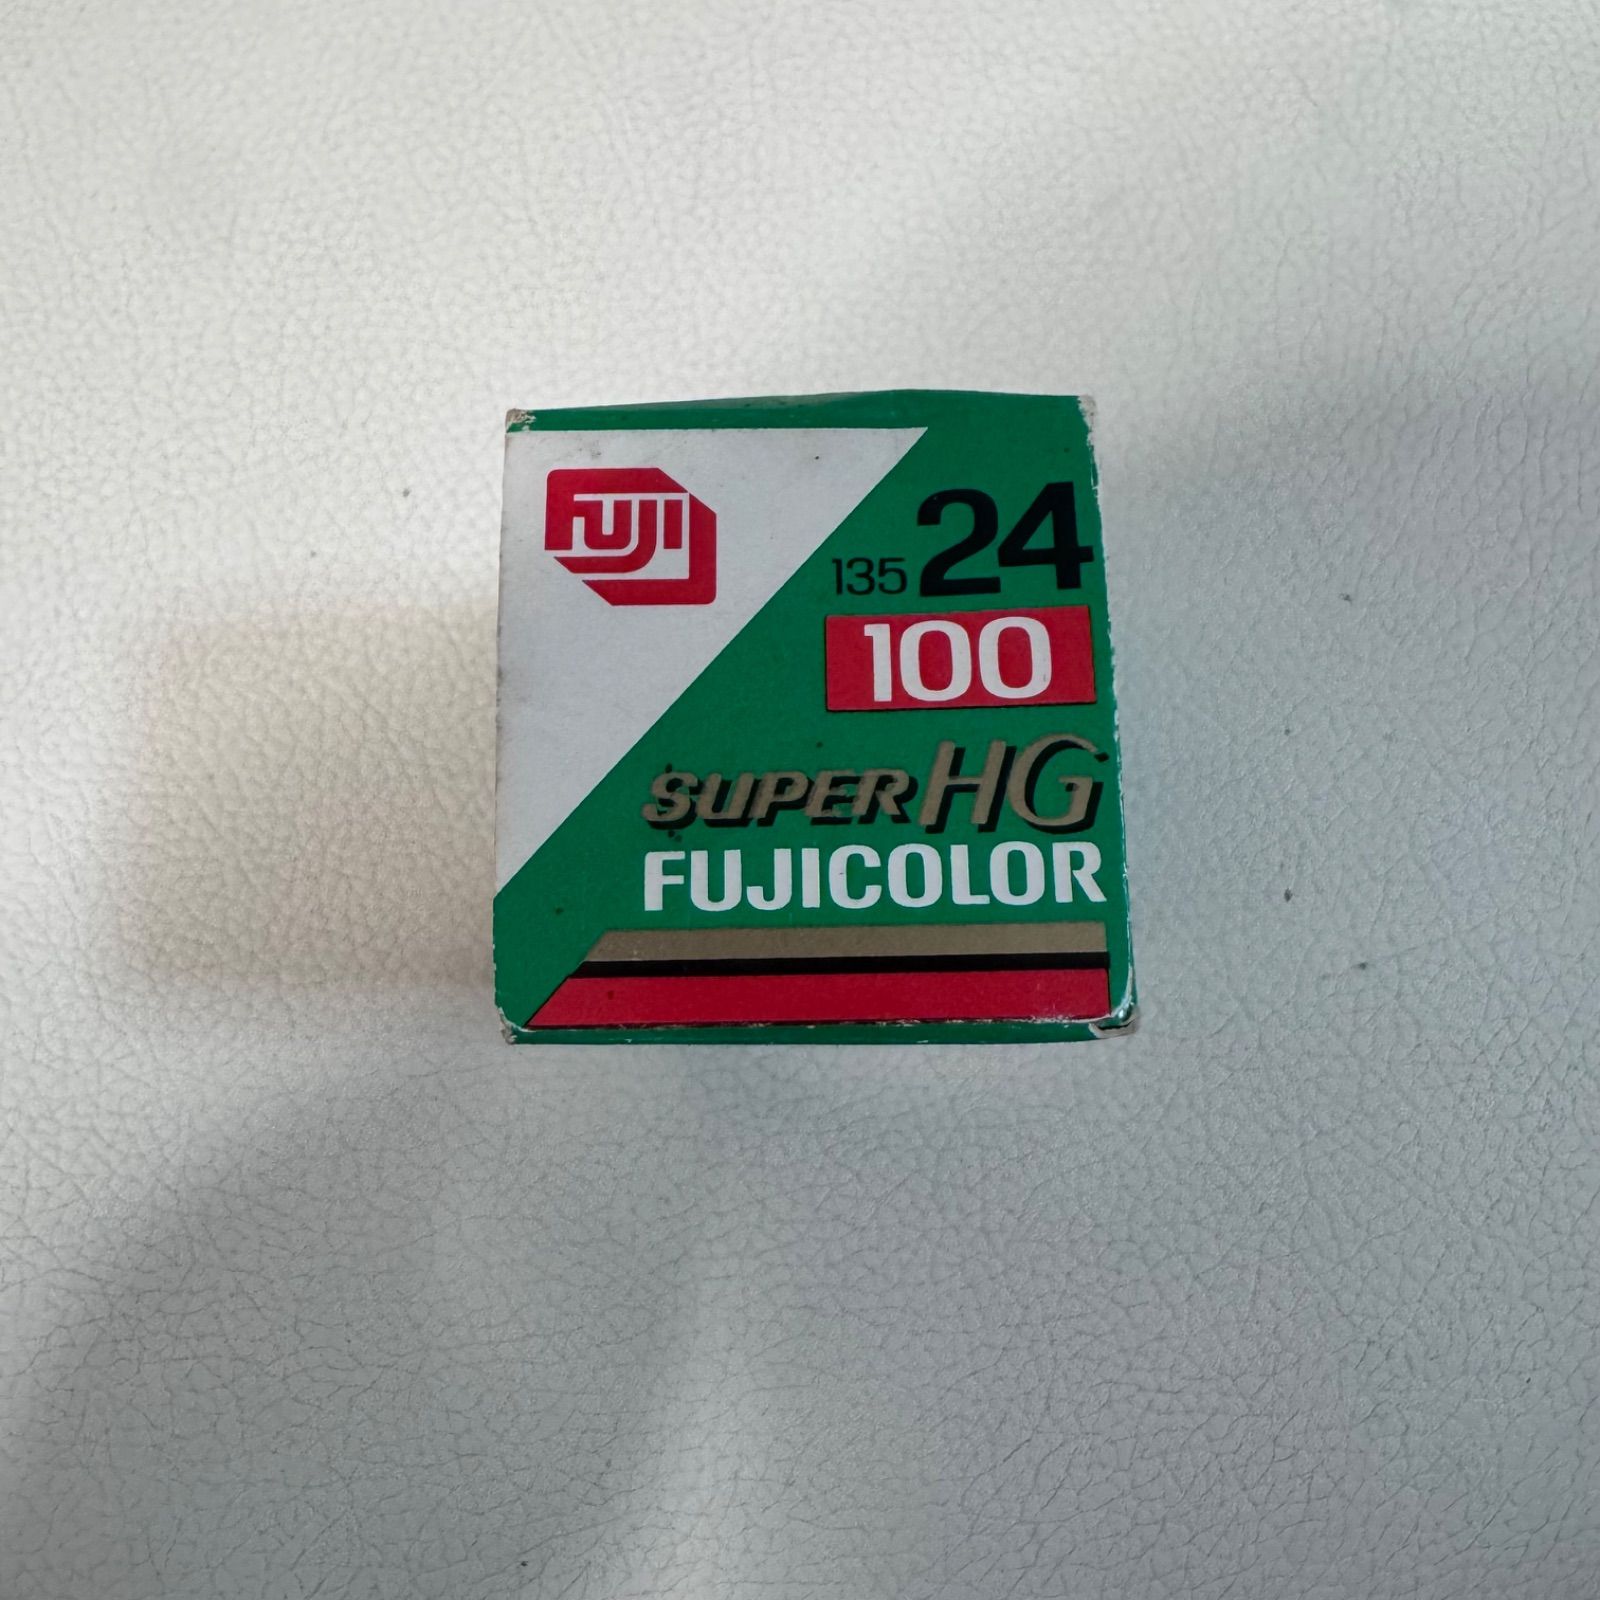 FUJI
135 24
100
SUPER HG
FUJICOLOR